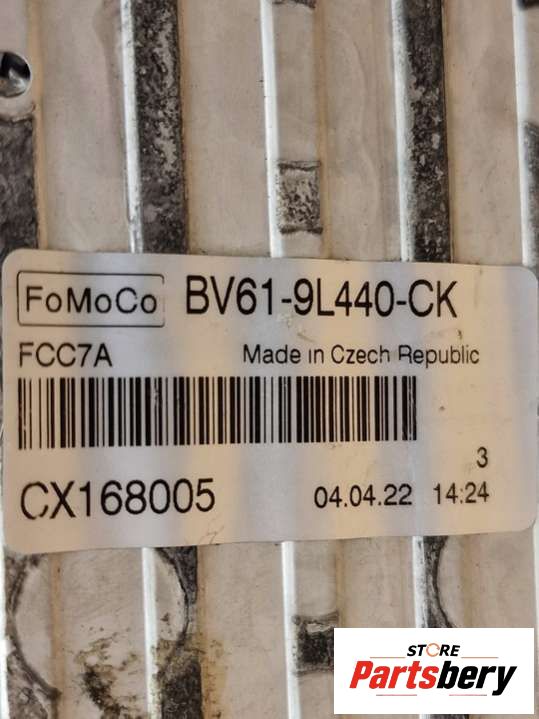 FoMoCo BV61-9L440-CK
FCC7A Made in Czech Republic
3
CX168005 04.04.22 14:24
STORE
Partsbery